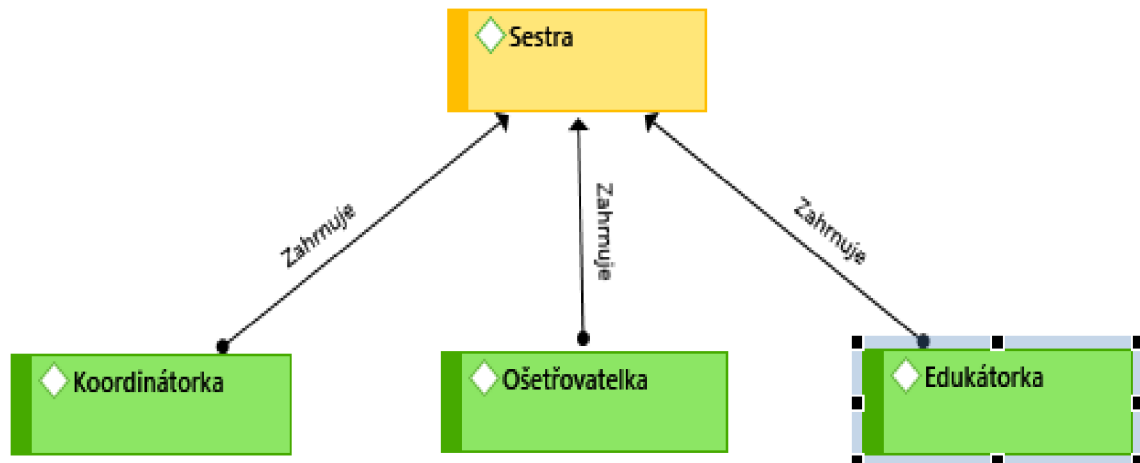 Sestra
Zahrnuje
Zahrnuje
Zahrnuje
Koordinátorka
Ošetřovatelka
Edukátorka